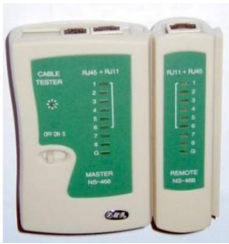 CABLE
TESTER
RJ45 + RJ11
1
2
3
4
5
6
7
8
G
OFF ON S
MASTER
NS-468
RJ11 + RJ45
1
2
3
4
5
6
7
8
G
REMOTE
NS-468